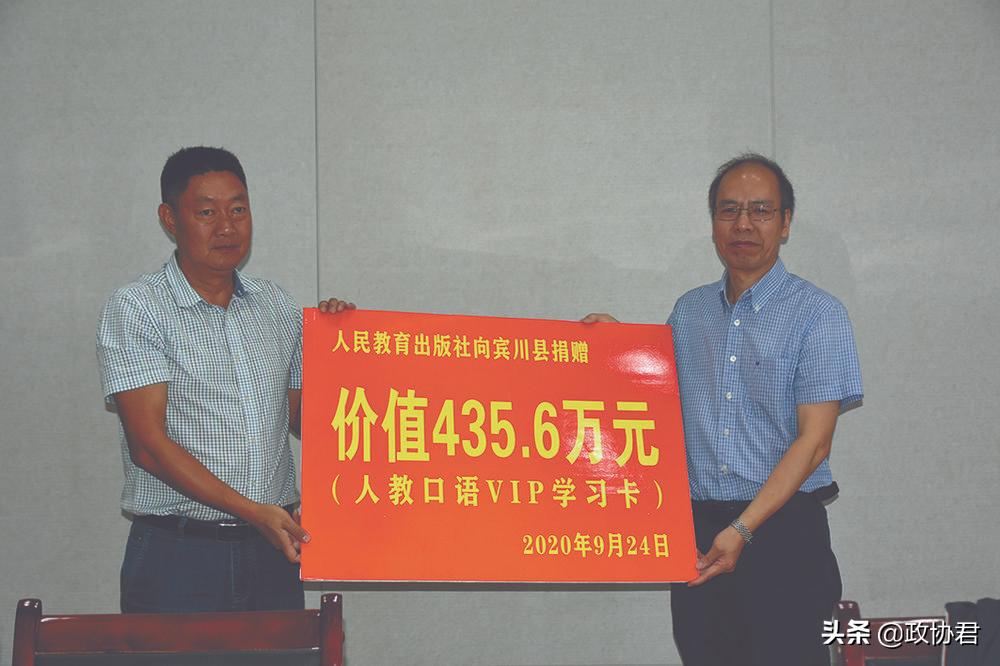 人民教育出版社向宾川县捐赠
价值435.6万元
（人教口语VIP学习卡）
2020年9月24日
头条 @政协君